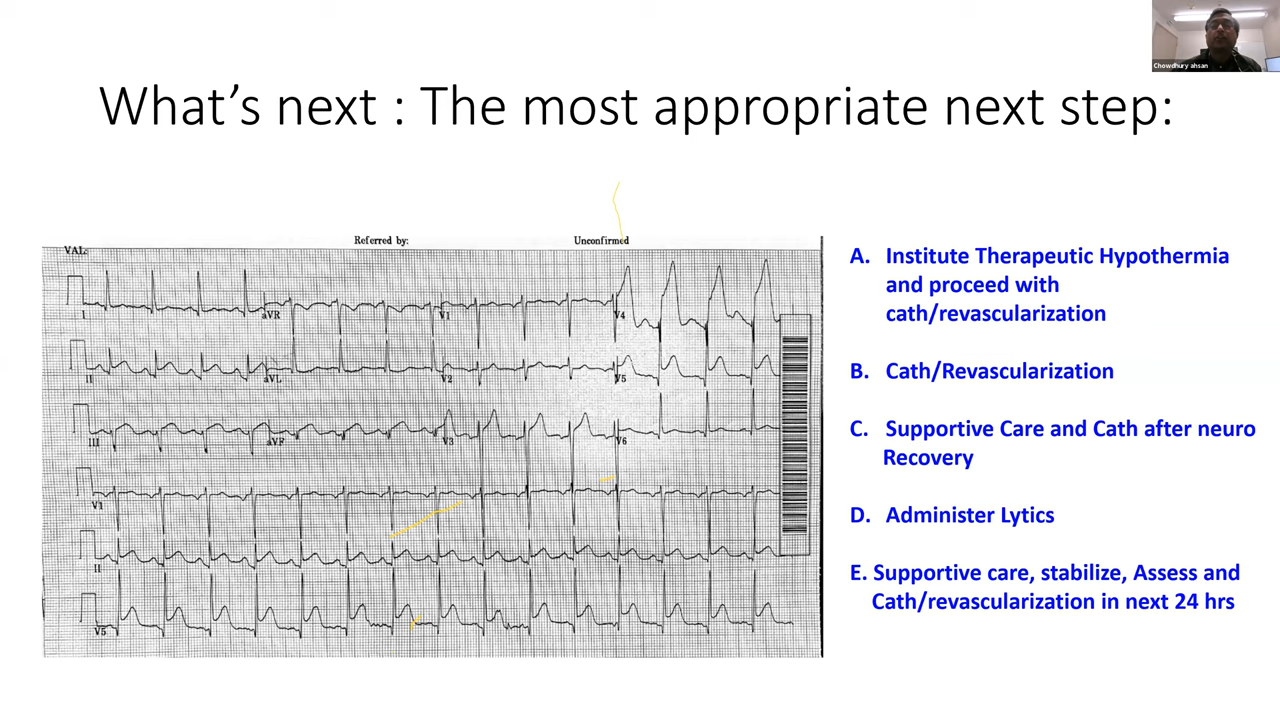 Chowdhury ahsan
What's next : The most appropriate next step:
Referred by:
Unconfirmed
VAL:
I
aVR
V1
V4
II
aVL
V2
V5
III
aVF
V3
V6
V1
II
V5
A. Institute Therapeutic Hypothermia
and proceed with
cath/revascularization
B. Cath/Revascularization
C. Supportive Care and Cath after neuro
Recovery
D. Administer Lytics
E. Supportive care, stabilize, Assess and
Cath/revascularization in next 24 hrs